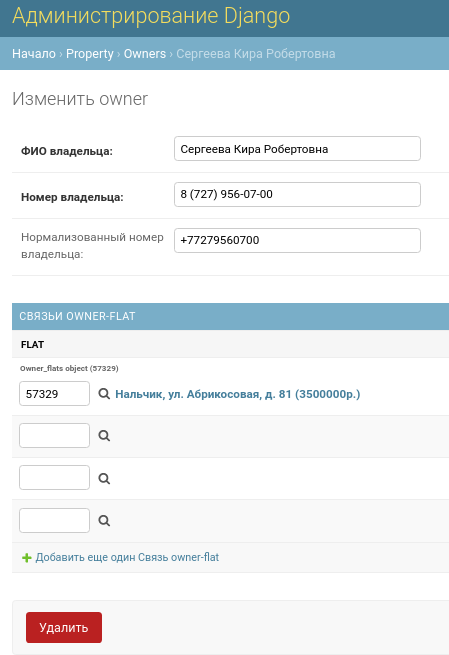 Администрирование Django
Начало › Property › Owners › Сергеева Кира Робертовна
Изменить owner
ФИО владельца: Сергеева Кира Робертовна
Номер владельца: 8 (727) 956-07-00
Нормализованный номер владельца: +77279560700
СВЯЗЬИ OWNER-FLAT
FLAT
Owner_flats object (57329)
57329 Нальчик, ул. Абрикосовая, д. 81 (3500000р.)
Добавить еще один Связь owner-flat
Удалить